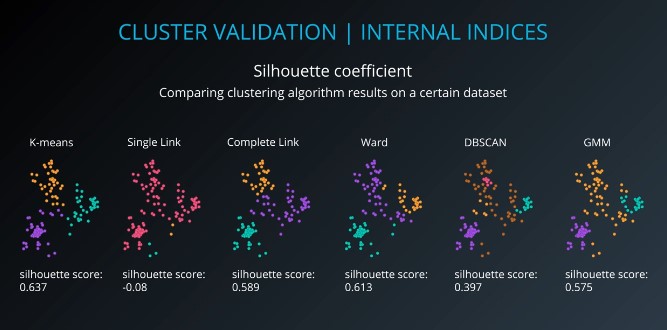 CLUSTER VALIDATION | INTERNAL INDICES
Silhouette coefficient
Comparing clustering algorithm results on a certain dataset
K-means
Single Link
Complete Link
Ward
DBSCAN
GMM
silhouette score:
0.637
silhouette score:
-0.08
silhouette score:
0.589
silhouette score:
0.613
silhouette score:
0.397
silhouette score:
0.575